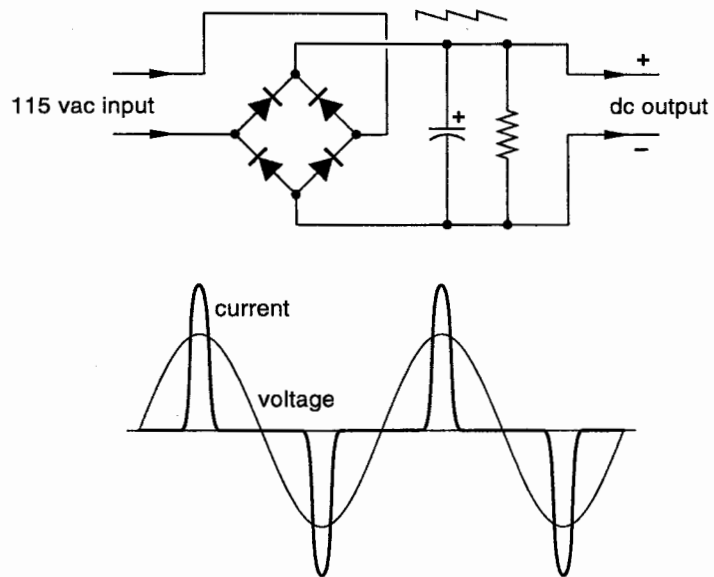 115 vac input
+
+
dc output
−
current
voltage